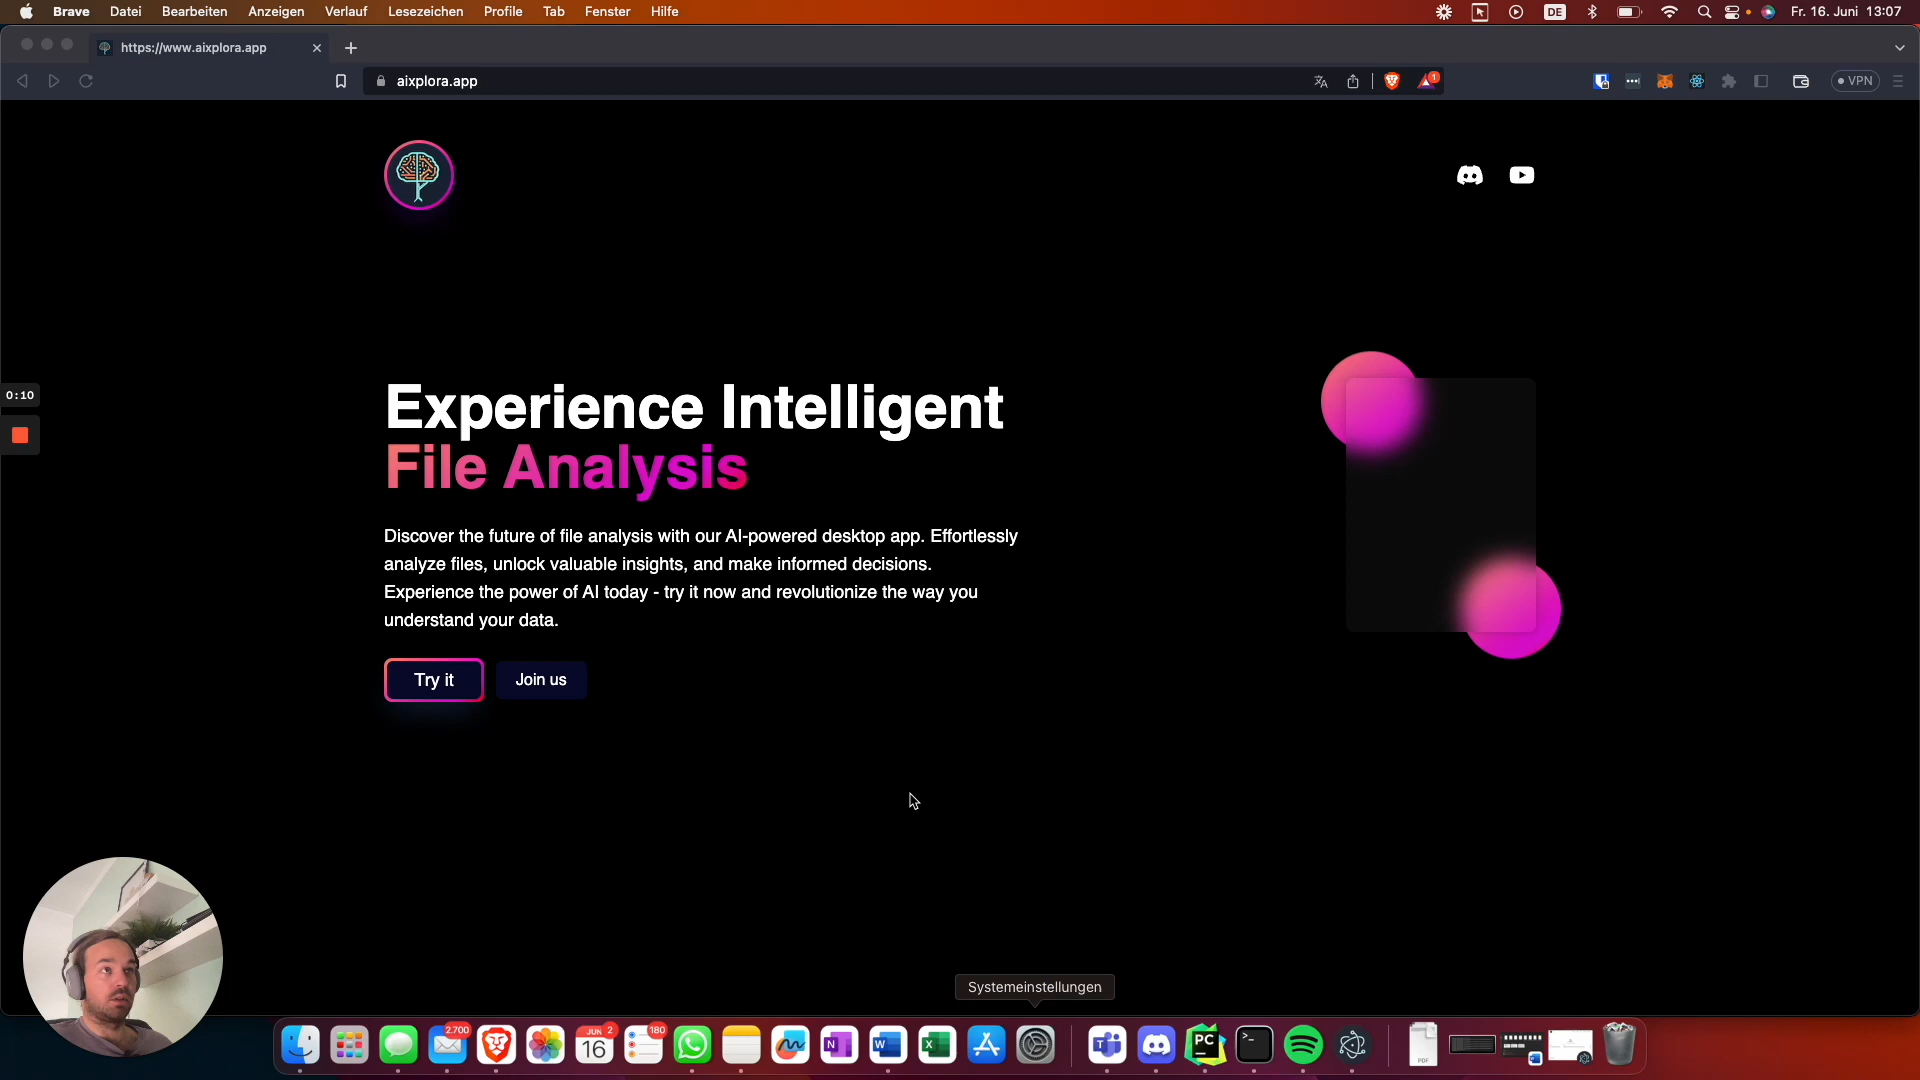 Brave Datei Bearbeiten Anzeigen Verlauf Lesezeichen Profile Tab Fenster Hilfe DE Fr. 16. Juni 13:07
https://www.aixplora.app
aixplora.app 1 VPN
0:10
Experience Intelligent
File Analysis
Discover the future of file analysis with our AI-powered desktop app. Effortlessly
analyze files, unlock valuable insights, and make informed decisions.
Experience the power of AI today - try it now and revolutionize the way you
understand your data.
Try it Join us
Systemeinstellungen
2.700 JUNI 2 180
16 N W X T PC PDF W